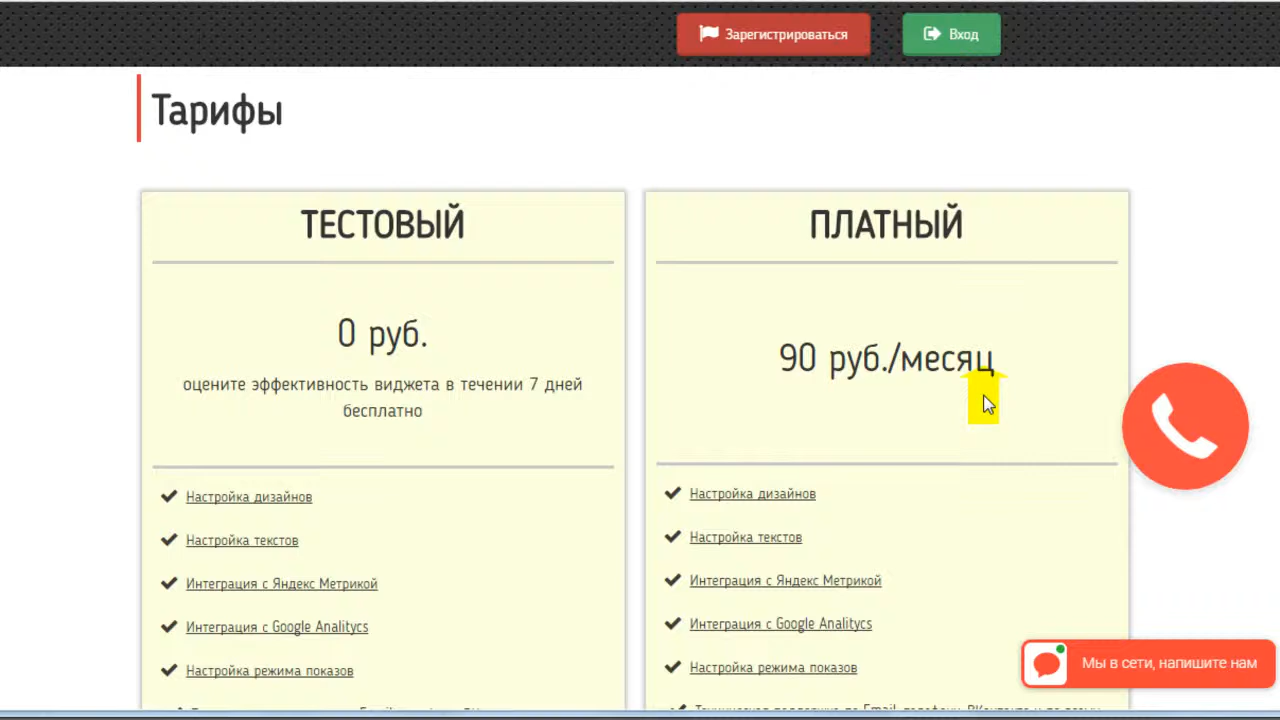 Зарегистрироваться
Вход
Тарифы
ТЕСТОВЫЙ
0 руб.
оцените эффективность виджета в течении 7 дней
бесплатно
Настройка дизайнов
Настройка текстов
Интеграция с Яндекс Метрикой
Интеграция с Google Analitycs
Настройка режима показов
ПЛАТНЫЙ
90 руб./месяц
Настройка дизайнов
Настройка текстов
Интеграция с Яндекс Метрикой
Интеграция с Google Analitycs
Настройка режима показов
Мы в сети, напишите нам